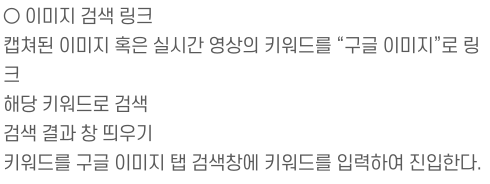 ○ 이미지 검색 링크
캡쳐된 이미지 혹은 실시간 영상의 키워드를 “구글 이미지”로 링
크
해당 키워드로 검색
검색 결과 창 띄우기
키워드를 구글 이미지 탭 검색창에 키워드를 입력하여 진입한다.